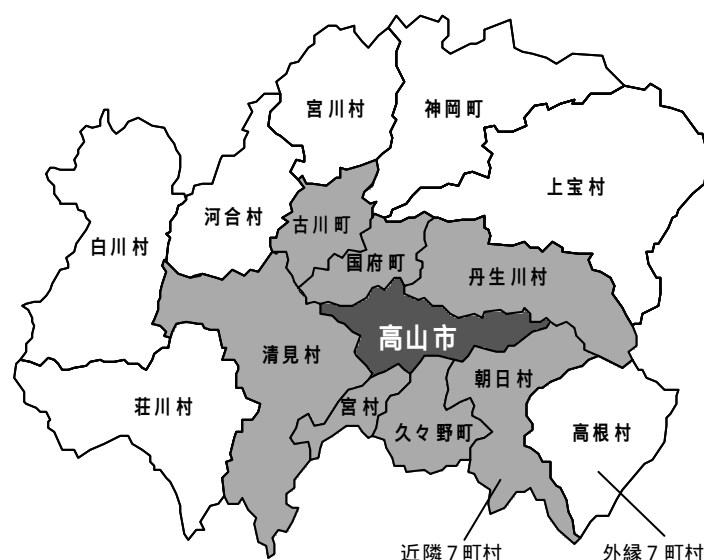 宮川村
神岡町
上宝村
河合村
古川町
白川村
国府町
丹生川村
高山市
清見村
朝日村
荘川村
宮村
久々野町
高根村
近隣7町村
外縁7町村